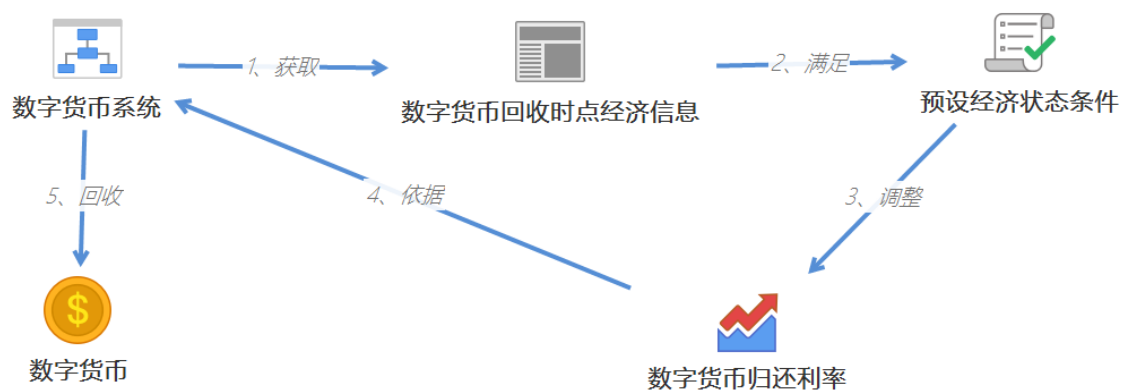 1、获取
2、满足
数字货币系统
数字货币回收时点经济信息
预设经济状态条件
5、回收
4、依据
3、调整
$
数字货币
数字货币归还利率